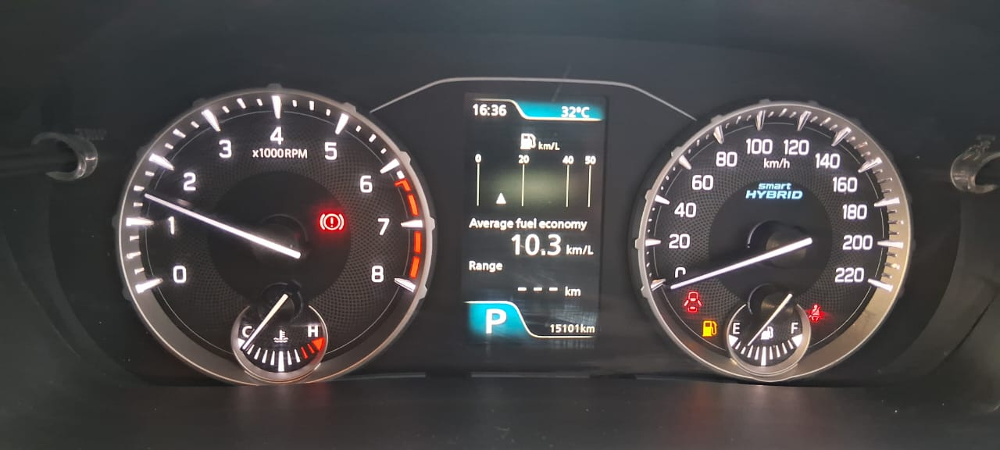 0
1
2
3
4
5
6
7
8
x1000RPM
C
H
16:36
32°C
km/L
0 20 40 50
Average fuel economy
10.3 km/L
Range
--- km
P
15101km
0
20
40
60
80
100
120
140
160
180
200
220
km/h
smart
HYBRID
E
F